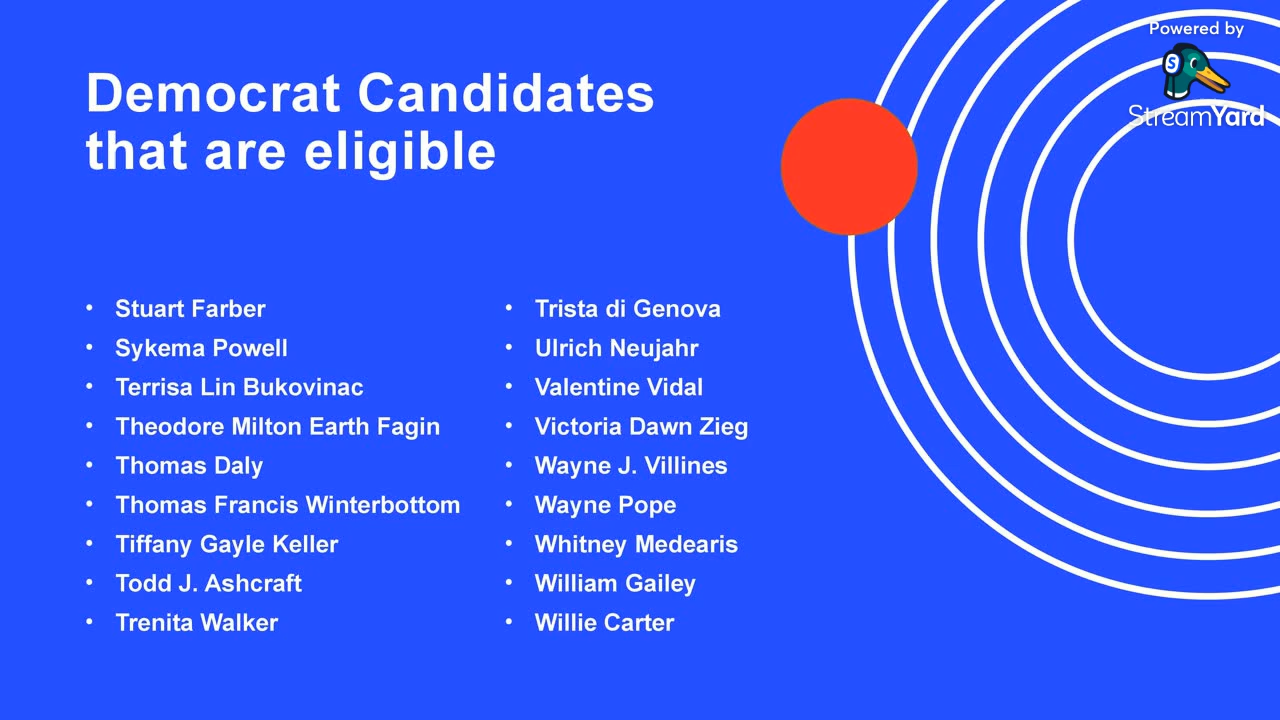 Powered by
StreamYard
Democrat Candidates
that are eligible
• Stuart Farber
• Sykema Powell
• Terrisa Lin Bukovinac
• Theodore Milton Earth Fagin
• Thomas Daly
• Thomas Francis Winterbottom
• Tiffany Gayle Keller
• Todd J. Ashcraft
• Trenita Walker
• Trista di Genova
• Ulrich Neujahr
• Valentine Vidal
• Victoria Dawn Zieg
• Wayne J. Villines
• Wayne Pope
• Whitney Medearis
• William Gailey
• Willie Carter